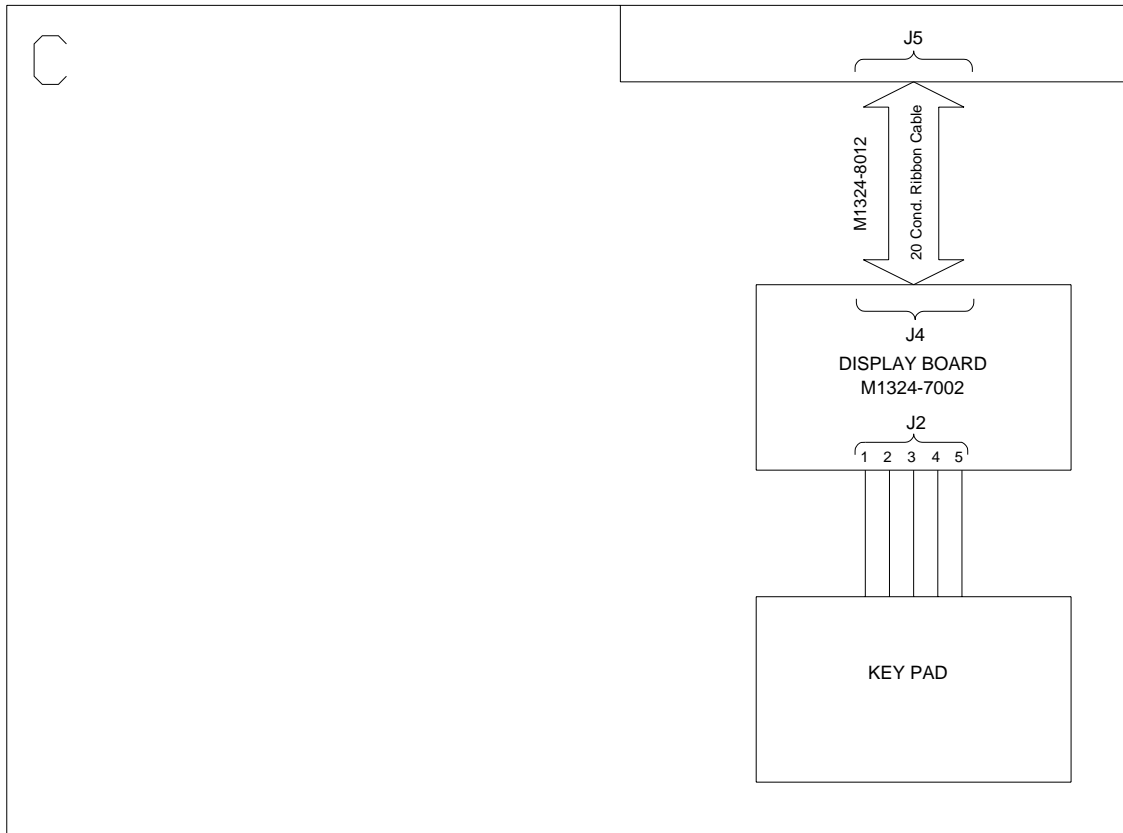 C
J5
M1324-8012
20 Cond. Ribbon Cable
J4
DISPLAY BOARD
M1324-7002
J2
1 2 3 4 5
KEY PAD